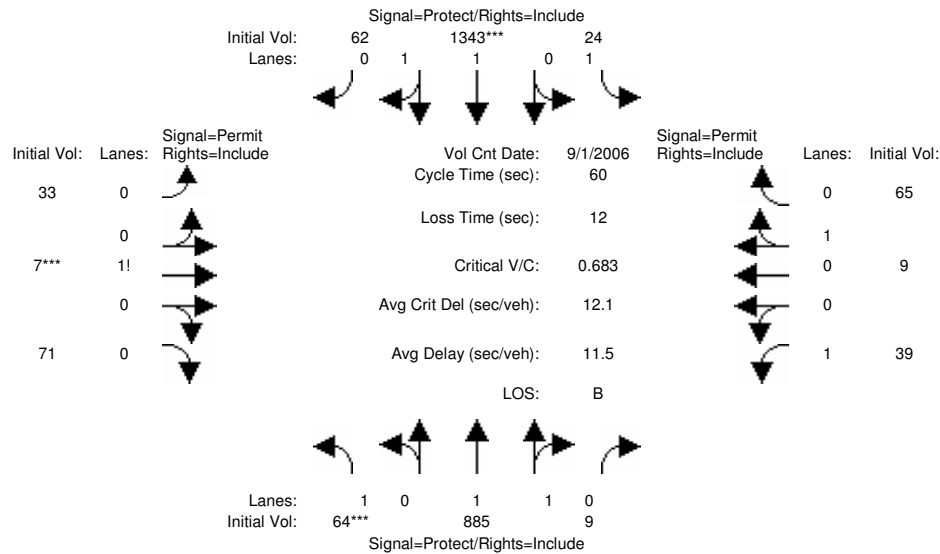 Signal=Protect/Rights=Include
Initial Vol: 62 1343*** 24
Lanes: 0 1 1 0 1
Signal=Permit Signal=Permit
Initial Vol: Lanes: Rights=Include Vol Cnt Date: 9/1/2006 Rights=Include Lanes: Initial Vol:
Cycle Time (sec): 60
33 0 0 65
Loss Time (sec): 12
0 1
7*** 1! Critical V/C: 0.683 0 9
0 Avg Crit Del (sec/veh): 12.1 0
71 0 Avg Delay (sec/veh): 11.5 1 39
LOS: B
Lanes: 1 0 1 1 0
Initial Vol: 64*** 885 9
Signal=Protect/Rights=Include